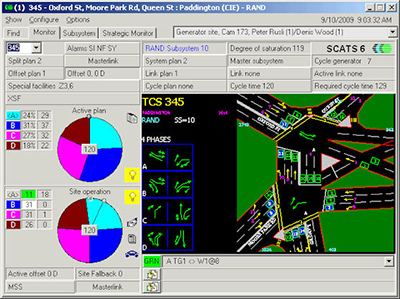 (1) 345 - Oxford St, Moore Park Rd, Queen St : Paddington (CIE) - RAND
Show Configure Options
9/10/2009 9:03:32 AM
Find Monitor Subsystem Strategic Monitor
Generator site, Cam 173, Peter Rusli (1)/Denis Wood (1)
345 Alarms SI NF SY
RAND Subsystem 10 Degree of saturation 119 SCATS 6
Split plan 2 Masterlink
System plan 2 Master subsystem Cycle generator 7
Offset plan 1 Offset 0, 0 D
Link plan 1 Link none Active link none
Special facilities Z3,6
Cycle plan none Cycle time 120 Required cycle time 129
XSF
Active plan
<A> 24% 29
B 31% 37
C 27% 32
D 18% 22
120
Site operation
<A> 11 18
B 31 0
C 31 1
D 26 0
120
TCS 345
PADDINGTON
RAND SS=10
4 PHASES
A
B
C
D
GRN A TG1 <> W1@8
Active offset 0 D Site Fallback 0
MSS Masterlink